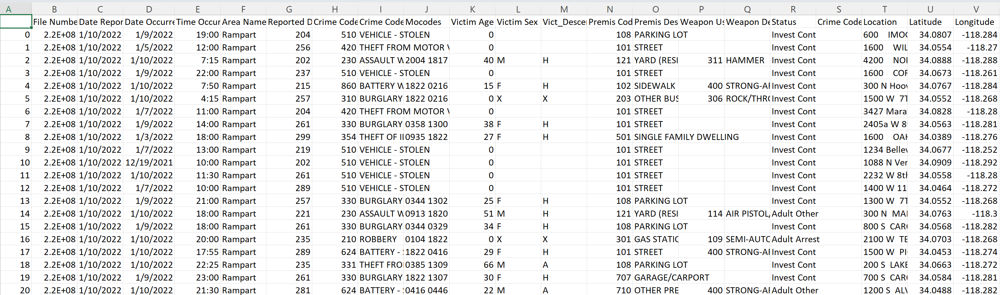 A B C D E F G H I J K L M N O P Q R S T U V
File Numbe Date Repor Date Occurre Time Occur Area Name Reported D Crime Code Crime Code Mocodes Victim Age Victim Sex Vict_Descer Premis Cod Premis Des Weapon Us Weapon De Status Crime Code Location Latitude Longitude
0 2.2E+08 1/10/2022 1/9/2022 19:00 Rampart 204 510 VEHICLE - STOLEN 0 108 PARKING LOT Invest Cont 600 IMOG 34.0807 -118.284
1 2.2E+08 1/10/2022 1/5/2022 12:00 Rampart 256 420 THEFT FROM MOTOR V 0 101 STREET Invest Cont 1600 WIL 34.0554 -118.27
2 2.2E+08 1/10/2022 1/10/2022 7:15 Rampart 202 230 ASSAULT W 2004 1817 40 M H 121 YARD (RESI 311 HAMMER Invest Cont 4200 NOR 34.0888 -118.288
3 2.2E+08 1/10/2022 1/9/2022 22:00 Rampart 237 510 VEHICLE - STOLEN 0 101 STREET Invest Cont 1600 COR 34.0673 -118.261
4 2.2E+08 1/10/2022 1/10/2022 7:50 Rampart 215 860 BATTERY W 1822 0216 15 F H 102 SIDEWALK 400 STRONG-AR Invest Cont 300 N Hoov 34.0767 -118.284
5 2.2E+08 1/10/2022 1/10/2022 4:15 Rampart 257 310 BURGLARY 1822 0216 0 X X 203 OTHER BUS 306 ROCK/THRO Invest Cont 1500 W 7T 34.0552 -118.268
6 2.2E+08 1/10/2022 1/7/2022 11:00 Rampart 204 420 THEFT FROM MOTOR V 0 101 STREET Invest Cont 3427 Mara 34.0828 -118.28
7 2.2E+08 1/10/2022 1/9/2022 14:00 Rampart 261 330 BURGLARY 0358 1300 38 F H 101 STREET Invest Cont 2405a W 8 34.0563 -118.281
8 2.2E+08 1/10/2022 1/3/2022 18:00 Rampart 299 354 THEFT OF I 0935 1822 27 F H 501 SINGLE FAMILY DWELLING Invest Cont 1600 OAK 34.0389 -118.276
9 2.2E+08 1/10/2022 1/7/2022 13:00 Rampart 219 510 VEHICLE - STOLEN 0 101 STREET Invest Cont 1234 Bellev 34.0677 -118.252
10 2.2E+08 1/10/2022 12/19/2021 10:00 Rampart 202 510 VEHICLE - STOLEN 0 101 STREET Invest Cont 1088 N Ver 34.0909 -118.292
11 2.2E+08 1/10/2022 1/10/2022 11:30 Rampart 261 510 VEHICLE - STOLEN 0 101 STREET Invest Cont 2232 W 8th 34.0558 -118.28
12 2.2E+08 1/10/2022 1/7/2022 10:00 Rampart 289 510 VEHICLE - STOLEN 0 101 STREET Invest Cont 1400 W 11 34.0464 -118.272
13 2.2E+08 1/10/2022 1/9/2022 21:00 Rampart 257 330 BURGLARY 0344 1302 25 F H 108 PARKING LOT Invest Cont 1300 W 7T 34.0552 -118.268
14 2.2E+08 1/10/2022 1/10/2022 18:00 Rampart 221 230 ASSAULT W 0913 1820 51 M H 121 YARD (RESI 114 AIR PISTOL/ Adult Other 300 N MA 34.0763 -118.3
15 2.2E+08 1/10/2022 1/9/2022 18:00 Rampart 261 330 BURGLARY 0344 0329 34 F H 108 PARKING LOT Invest Cont 800 S CARO 34.0568 -118.282
16 2.2E+08 1/10/2022 1/10/2022 20:00 Rampart 235 210 ROBBERY 0104 1822 0 X X 301 GAS STATIO 109 SEMI-AUTO Adult Arrest 2100 W TE 34.0703 -118.268
17 2.2E+08 1/10/2022 1/10/2022 17:55 Rampart 289 624 BATTERY - S 1822 0416 29 F H 101 STREET 400 STRONG-AR Invest Cont 1500 W PI 34.0453 -118.274
18 2.2E+08 1/10/2022 1/10/2022 22:25 Rampart 235 331 THEFT FRO 0385 1309 66 M A 108 PARKING LOT Invest Cont 200 S LAKE 34.0663 -118.272
19 2.2E+08 1/10/2022 1/9/2022 23:00 Rampart 261 330 BURGLARY 1822 1307 30 F H 707 GARAGE/CARPORT Invest Cont 700 S CARO 34.0584 -118.281
20 2.2E+08 1/10/2022 1/10/2022 21:30 Rampart 281 624 BATTERY - S 0416 0446 22 M A 710 OTHER PRE 400 STRONG-AR Adult Other 1200 S ALV 34.0488 -118.282